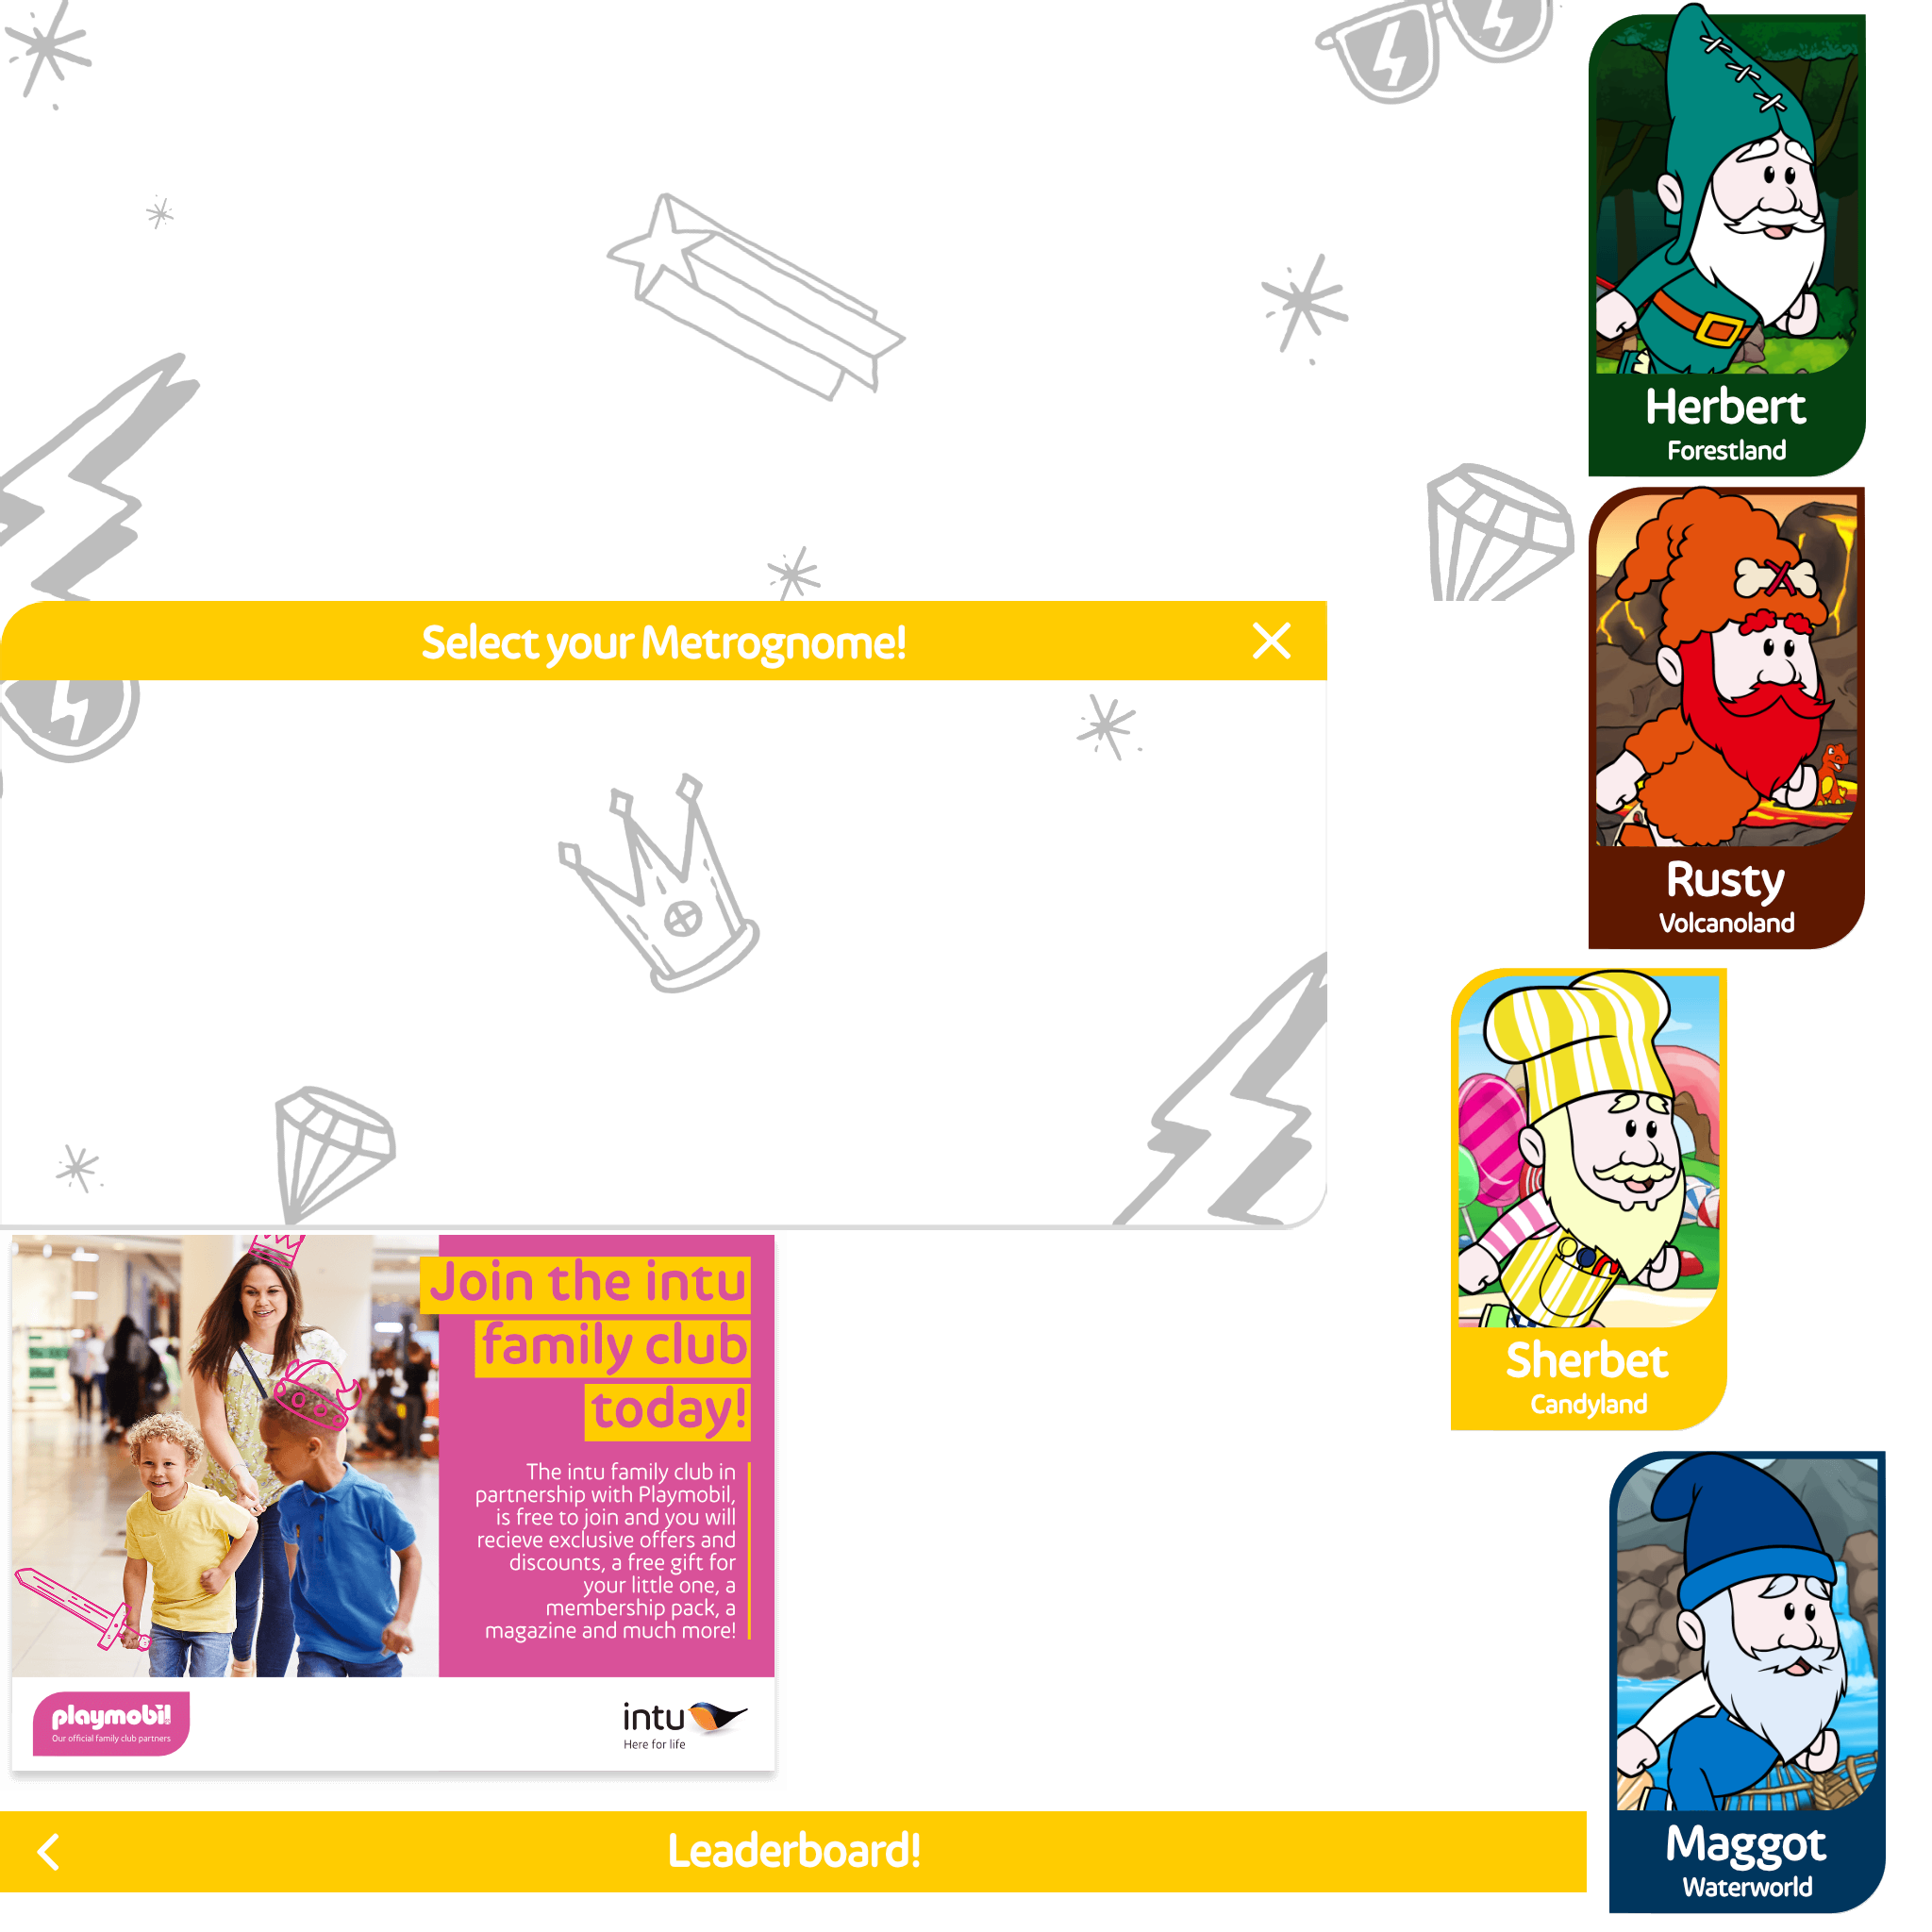 Herbert
Forestland
Select your Metrognome!
Rusty
Volcanoland
Sherbet
Candyland
Join the intu
family club
today!
The intu family club in
partnership with Playmobil,
is free to join and you will
recieve exclusive offers and
discounts, a free gift for
your little one, a
membership pack, a
magazine and much more!
playmobil
Our official family club partners
intu
Here for life
Leaderboard!
Maggot
Waterworld